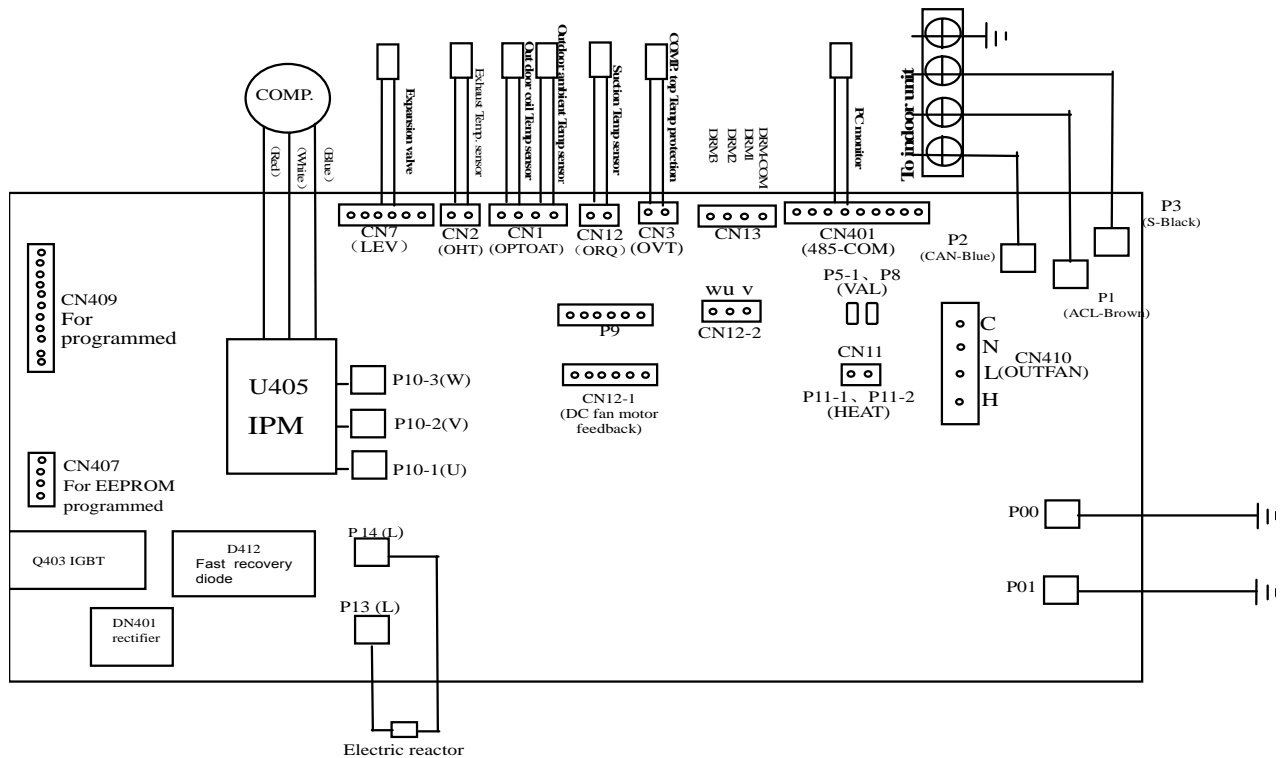 COMP.
(Red)
(White)
(Blue)
Expansion valve
Exhaust Temp. sensor
Out door coil Temp sensor
Outdoor ambient Temp sensor
Suction Temp sensor
COMP. top Temp protection
DRM3
DRM2
DRM1
DRM-COM
PC monitor
To indoor. unit
CN7
(LEV)
CN2
(OHT)
CN1
(OPTOAT)
CN12
(ORQ)
CN3
(OVT)
CN13
CN401
(485-COM)
P2
(CAN-Blue)
P3
(S-Black)
P1
(ACL-Brown)
CN409
For
programmed
P9
wu v
CN12-2
P5-1、P8
(VAL)
CN11
P11-1、P11-2
(HEAT)
C
N
L
H
CN410
(OUTFAN)
U405
IPM
P10-3(W)
P10-2(V)
P10-1(U)
CN12-1
(DC fan motor
feedback)
CN407
For EEPROM
programmed
P00
P01
Q403 IGBT
D412
Fast recovery
diode
P14 (L)
P13 (L)
DN401
rectifier
Electric reactor